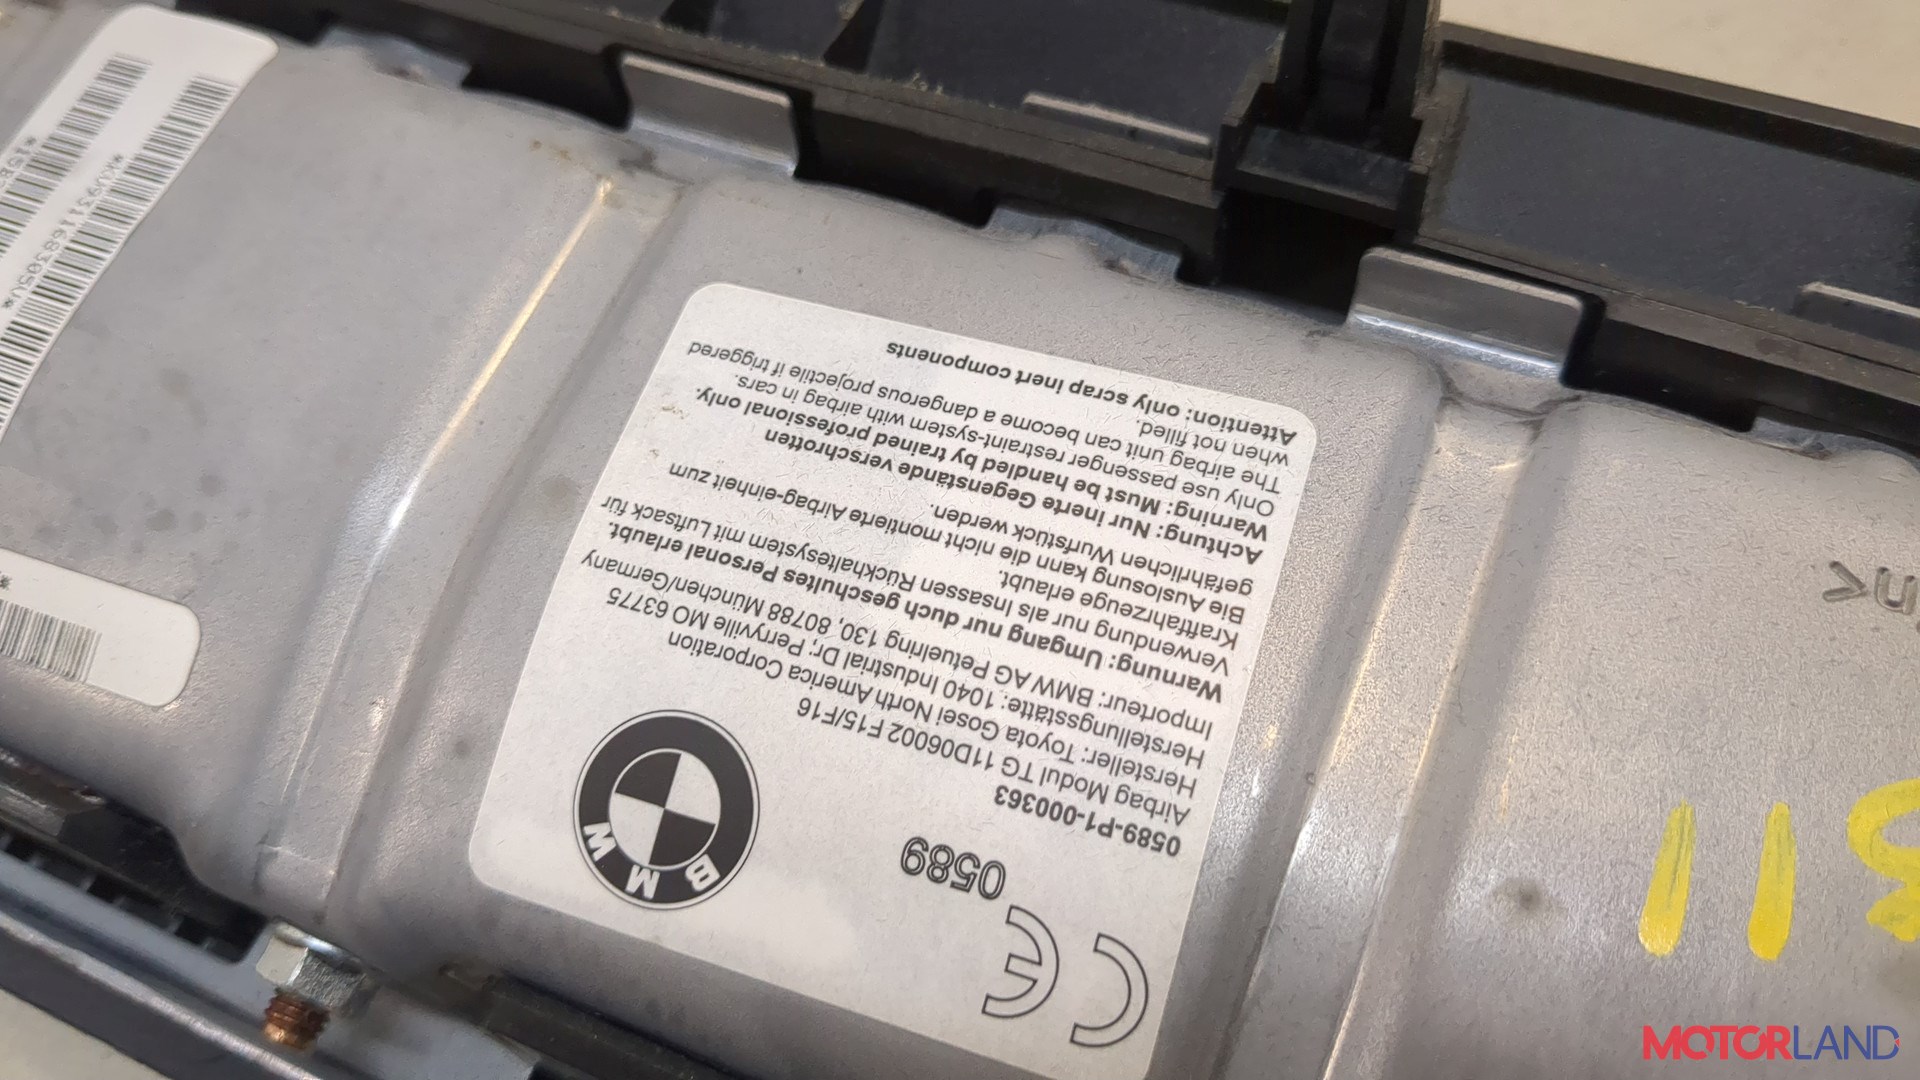 CE
0589
BMW
0589-P1-000363
Airbag Modul TG 11D06002 F15/F16
Hersteller: Toyota Gosei North America Corporation
Herstellungsstätte: 1040 Industrial Dr, Perryville MO 63775
Importeur: BMW AG Petuelring 130, 80788 München/Germany
Warnung: Umgang nur duch geschultes Personal erlaubt.
Verwendung nur als Insassen Rückhaltesystem mit Luftsack für
Kraftfahrzeuge erlaubt.
Bie Auslosung kann die nicht montierte Airbag-einheit zum
gefährlichen Wurfstück werden.
Achtung: Nur inerte Gegenstände verschrotten
Warning: Must be handled by trained professional only.
Only use passenger restraint-system with airbag in cars.
The airbag unit can become a dangerous projectile if triggered
when not filled.
Attention: only scrap inert components
11
MOTORLAND